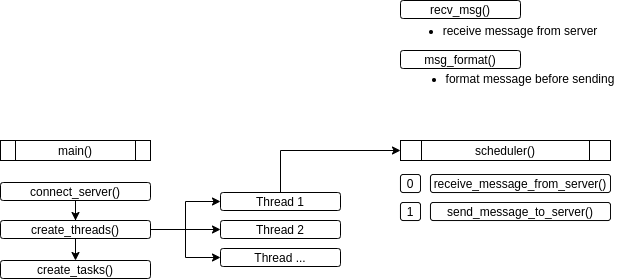 recv_msg()
• receive message from server
msg_format()
• format message before sending
main()
scheduler()
connect_server()
create_threads()
create_tasks()
Thread 1
Thread 2
Thread ...
0
receive_message_from_server()
1
send_message_to_server()